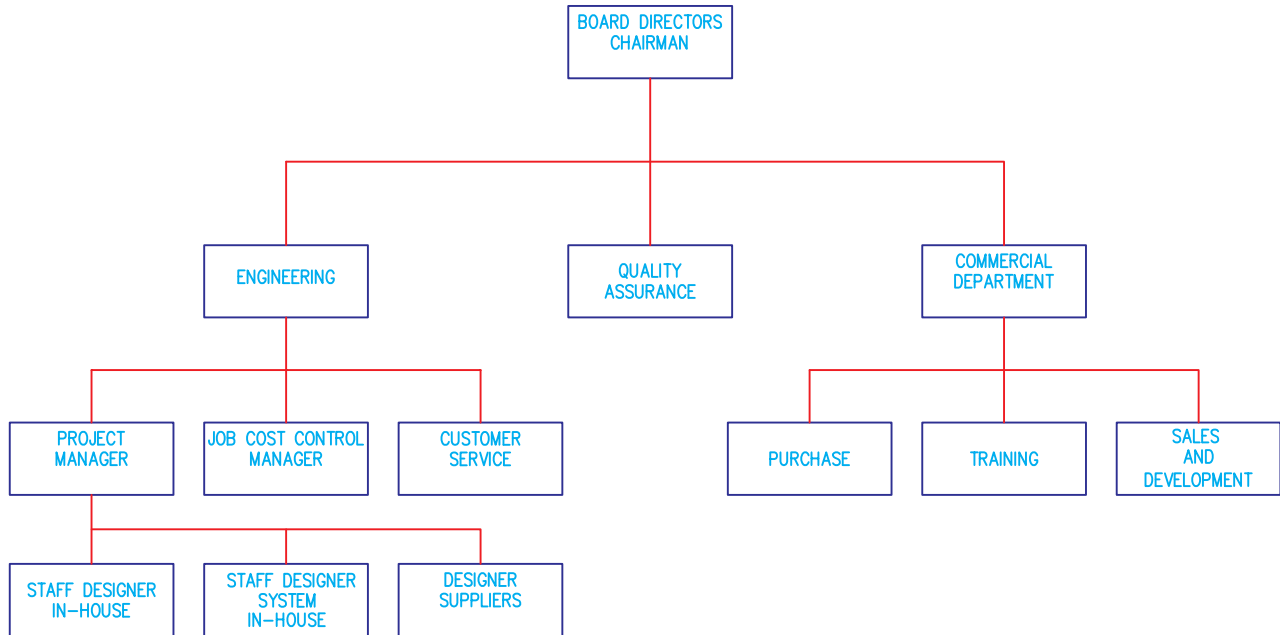 BOARD DIRECTORS
CHAIRMAN
ENGINEERING
QUALITY
ASSURANCE
COMMERCIAL
DEPARTMENT
PROJECT
MANAGER
JOB COST CONTROL
MANAGER
CUSTOMER
SERVICE
PURCHASE
TRAINING
SALES
AND
DEVELOPMENT
STAFF DESIGNER
IN-HOUSE
STAFF DESIGNER
SYSTEM
IN-HOUSE
DESIGNER
SUPPLIERS